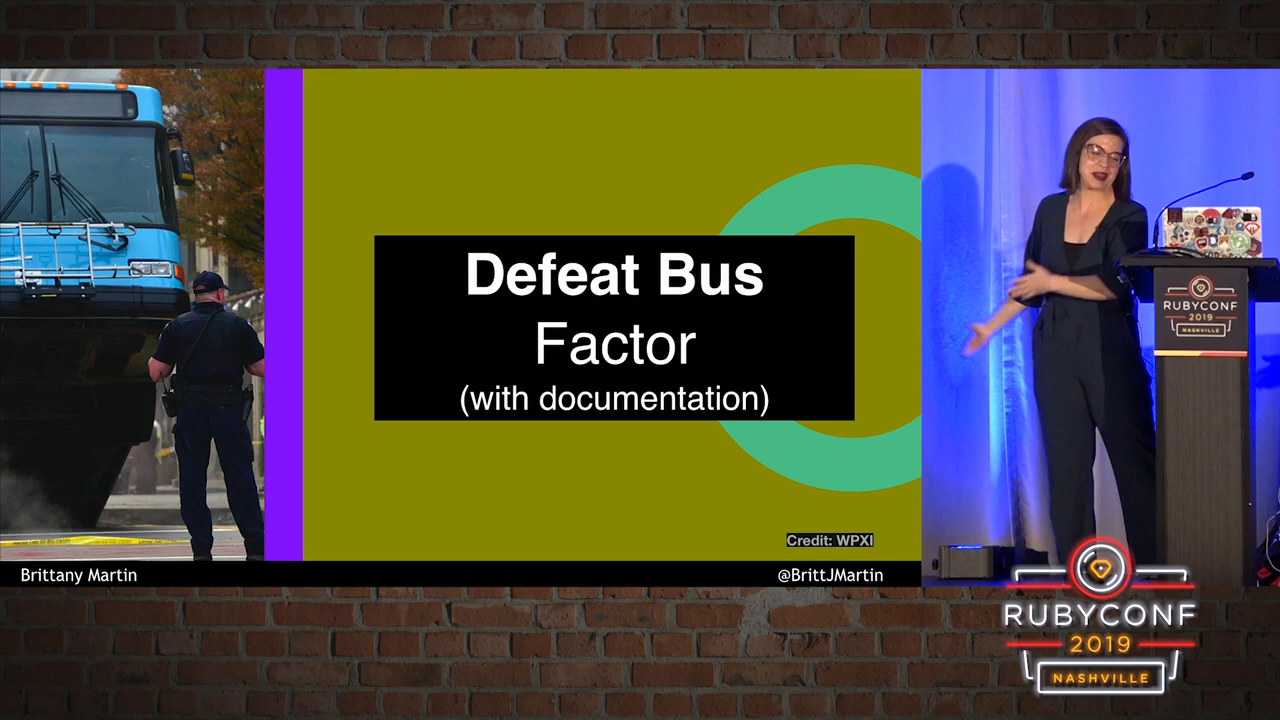 Defeat Bus
Factor
(with documentation)
Credit: WPXI
Brittany Martin
@BrittJMartin
RUBYCONF
2019
NASHVILLE
RUBYCONF
2019
NASHVILLE